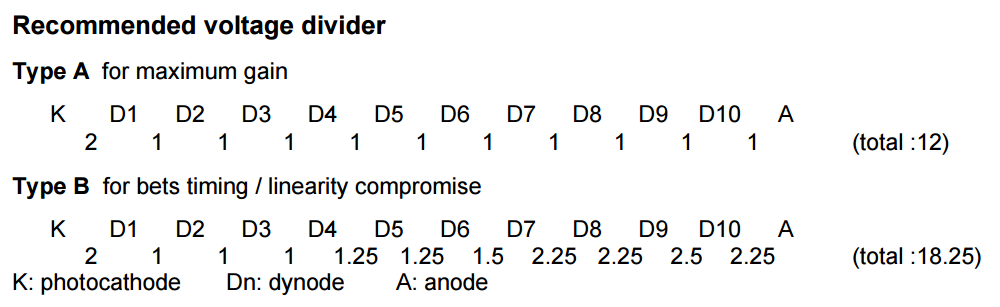 Recommended voltage divider
Type A for maximum gain
K D1 D2 D3 D4 D5 D6 D7 D8 D9 D10 A
2 1 1 1 1 1 1 1 1 1 1 (total :12)
Type B for bets timing / linearity compromise
K D1 D2 D3 D4 D5 D6 D7 D8 D9 D10 A
2 1 1 1 1.25 1.25 1.5 2.25 2.25 2.5 2.25 (total :18.25)
K: photocathode Dn: dynode A: anode